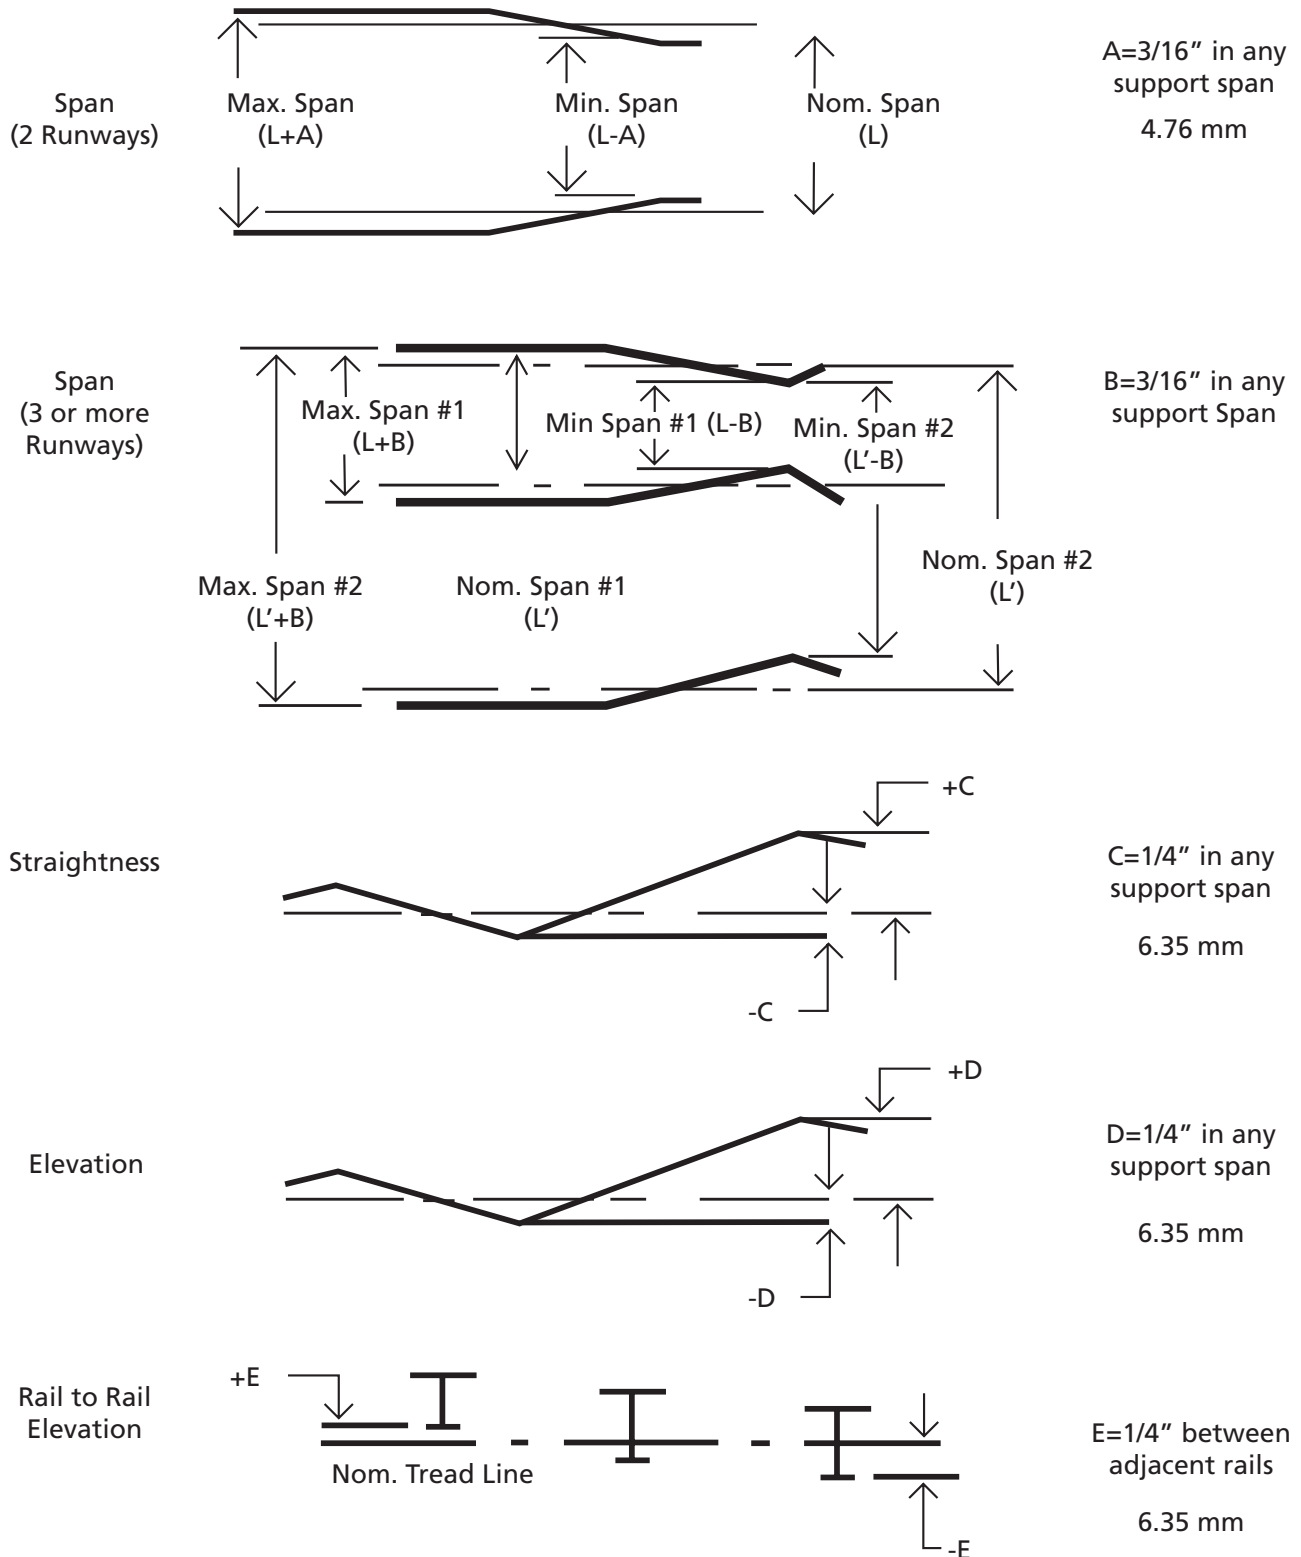 Span
(2 Runways)
Max. Span
(L+A)
Min. Span
(L-A)
Nom. Span
(L)
A=3/16" in any
support span
4.76 mm
Span
(3 or more
Runways)
Max. Span #1
(L+B)
Min Span #1 (L-B)
Min. Span #2
(L'-B)
B=3/16" in any
support Span
Max. Span #2
(L'+B)
Nom. Span #1
(L')
Nom. Span #2
(L')
Straightness
+C
-C
C=1/4" in any
support span
6.35 mm
Elevation
+D
-D
D=1/4" in any
support span
6.35 mm
Rail to Rail
Elevation
+E
Nom. Tread Line
-E
E=1/4" between
adjacent rails
6.35 mm